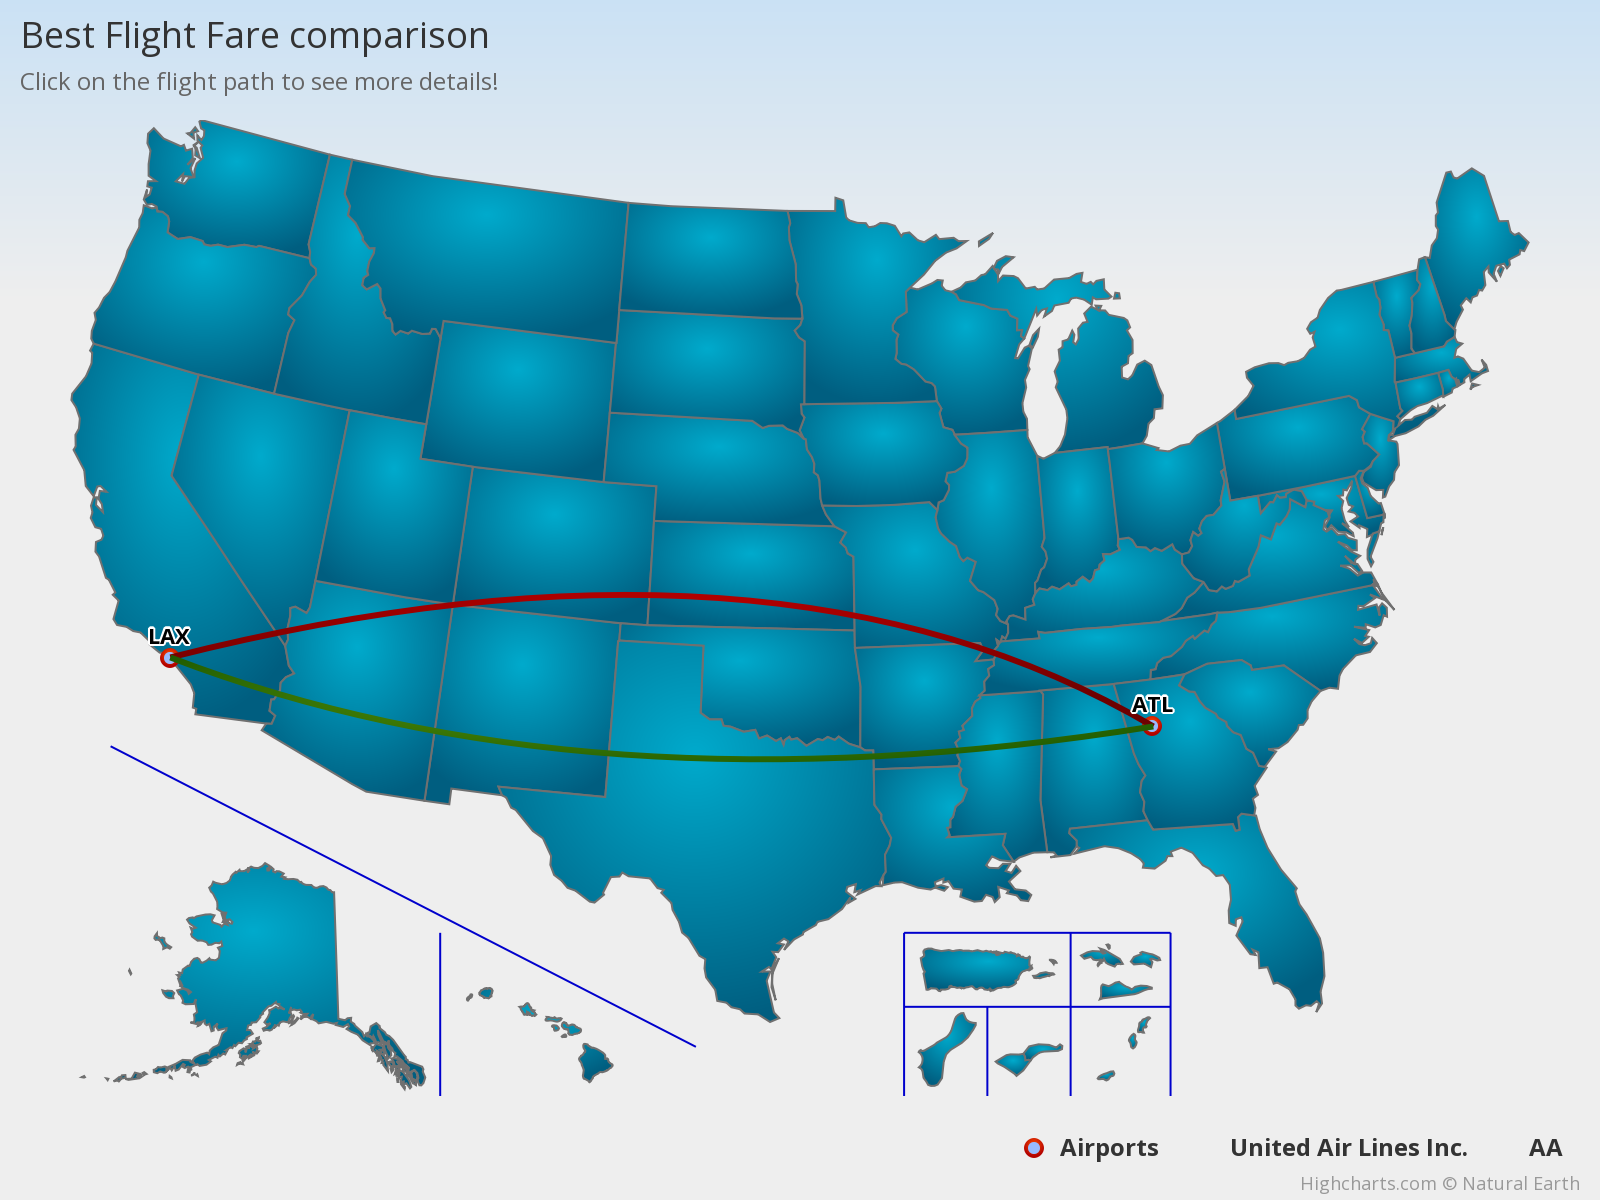 Best Flight Fare comparison
Click on the flight path to see more details!
LAX
ATL
Airports United Air Lines Inc. AA
Highcharts.com © Natural Earth